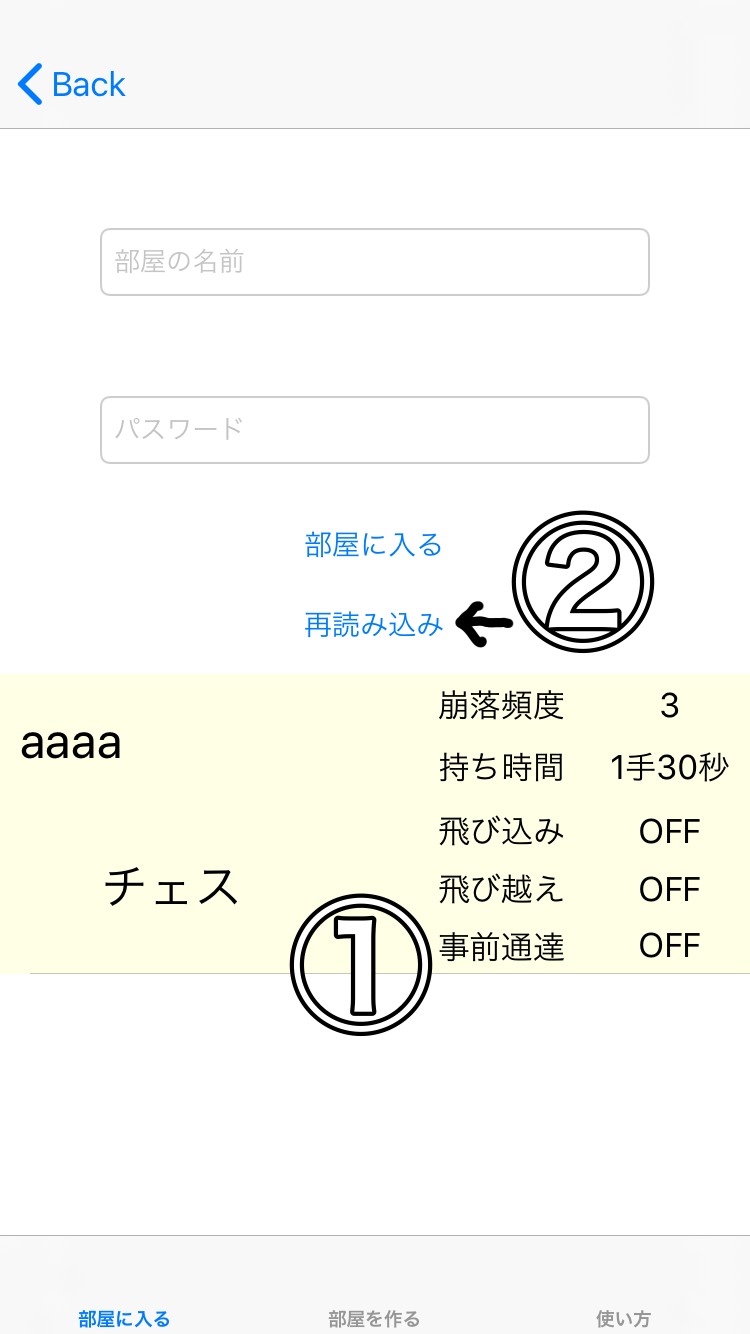 Back
部屋の名前
パスワード
部屋に入る
②
再読み込み
aaaa
チェス
①
崩落頻度 3
持ち時間 1手30秒
飛び込み OFF
飛び越え OFF
事前通達 OFF
部屋に入る 部屋を作る 使い方